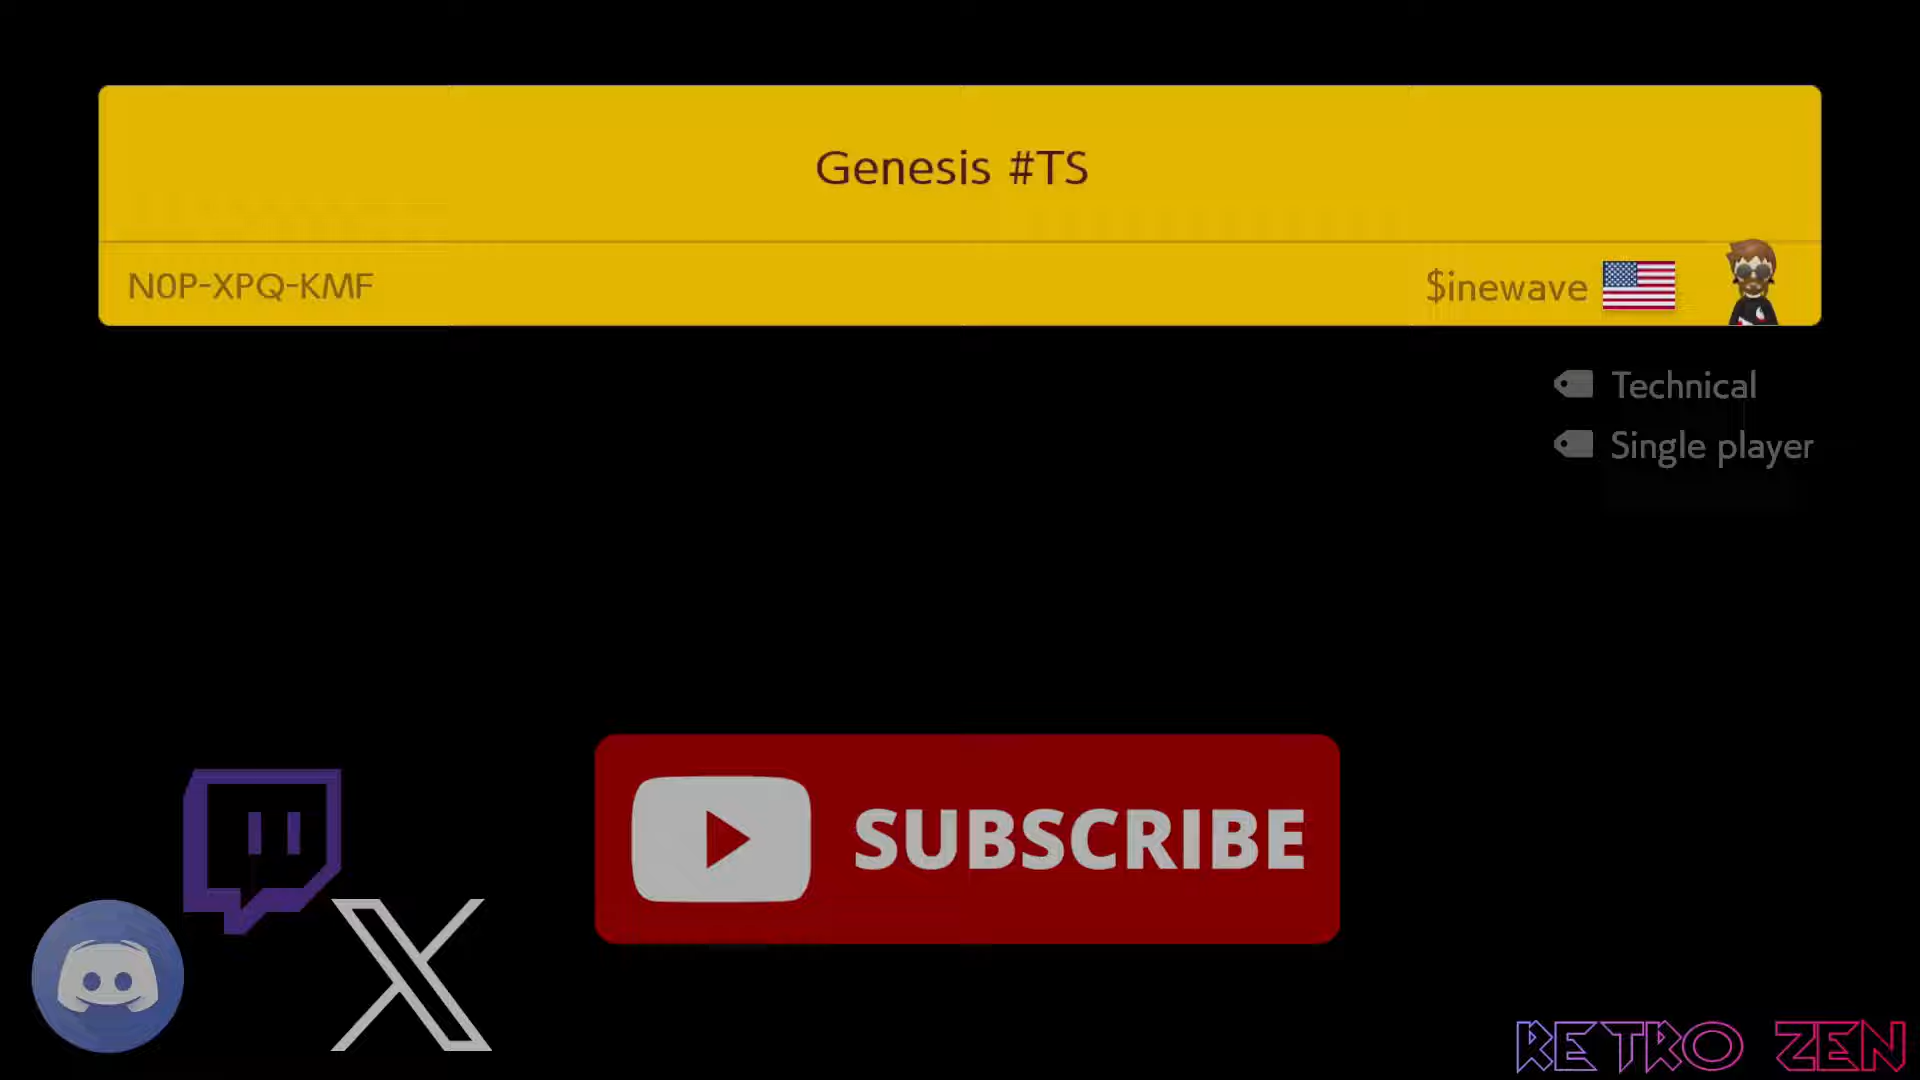 Genesis #TS
N0P-XPQ-KMF
$inewave
Technical
Single player
SUBSCRIBE
RETRO ZEN